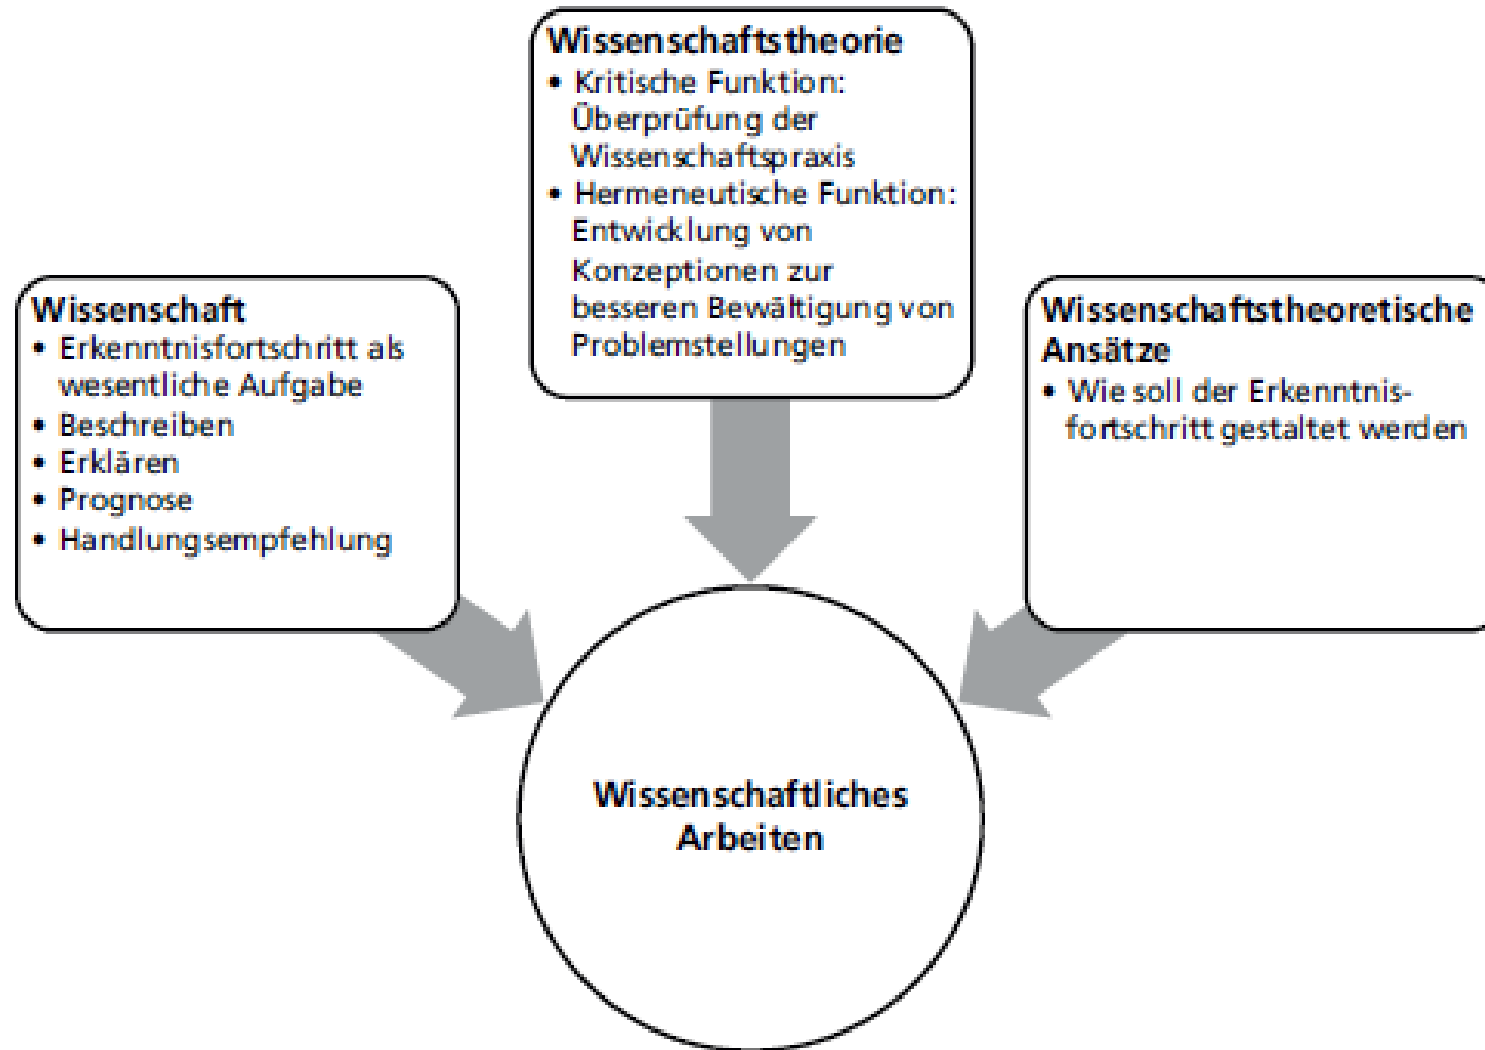 Wissenschaftstheorie
• Kritische Funktion:
Überprüfung der
Wissenschaftspraxis
• Hermeneutische Funktion:
Entwicklung von
Konzeptionen zur
besseren Bewältigung von
Problemstellungen
Wissenschaft
• Erkenntnisfortschritt als
wesentliche Aufgabe
• Beschreiben
• Erklären
• Prognose
• Handlungsempfehlung
Wissenschaftstheoretische
Ansätze
• Wie soll der Erkenntnis-
fortschritt gestaltet werden
Wissenschaftliches
Arbeiten